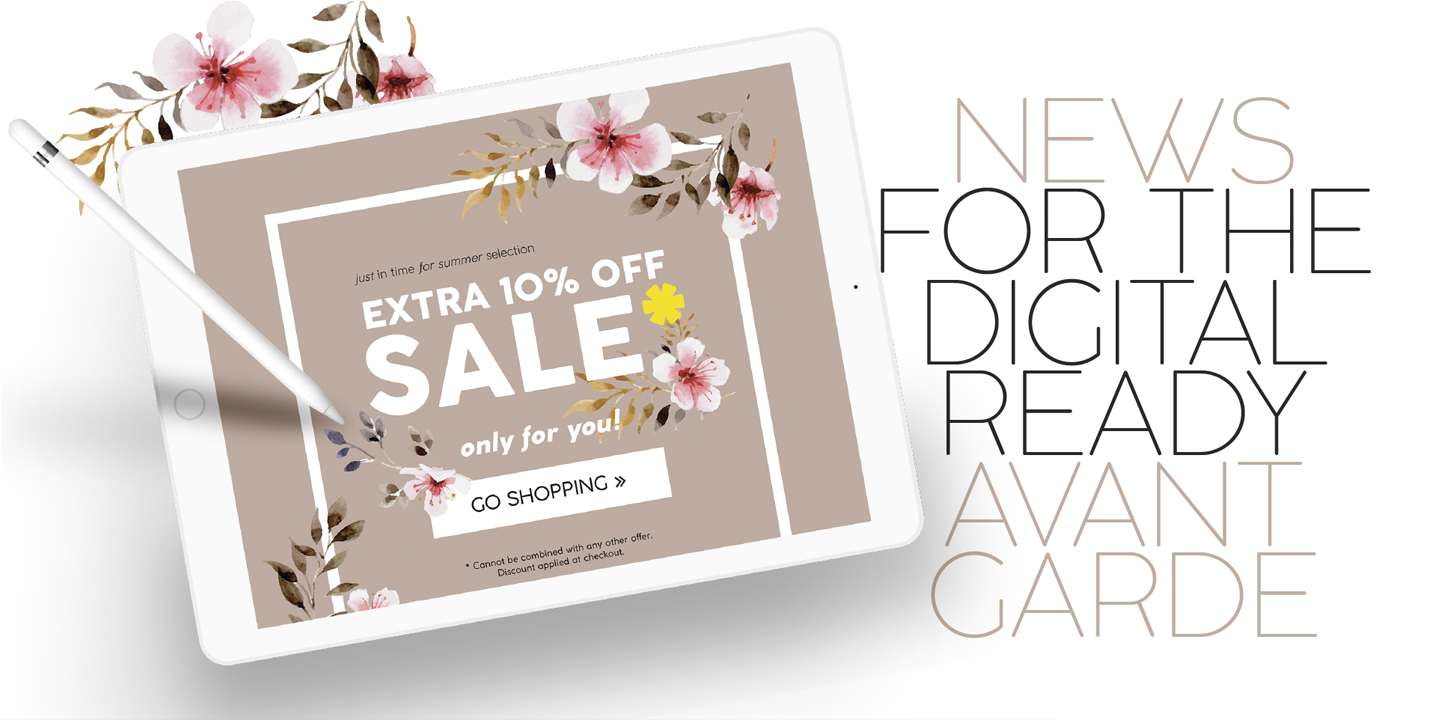 just in time for summer selection
EXTRA 10% OFF
SALE*
only for you!
GO SHOPPING »
* Cannot be combined with any other offer.
Discount applied at checkout.
NEWS
FOR THE
DIGITAL
READY
AVANT
GARDE